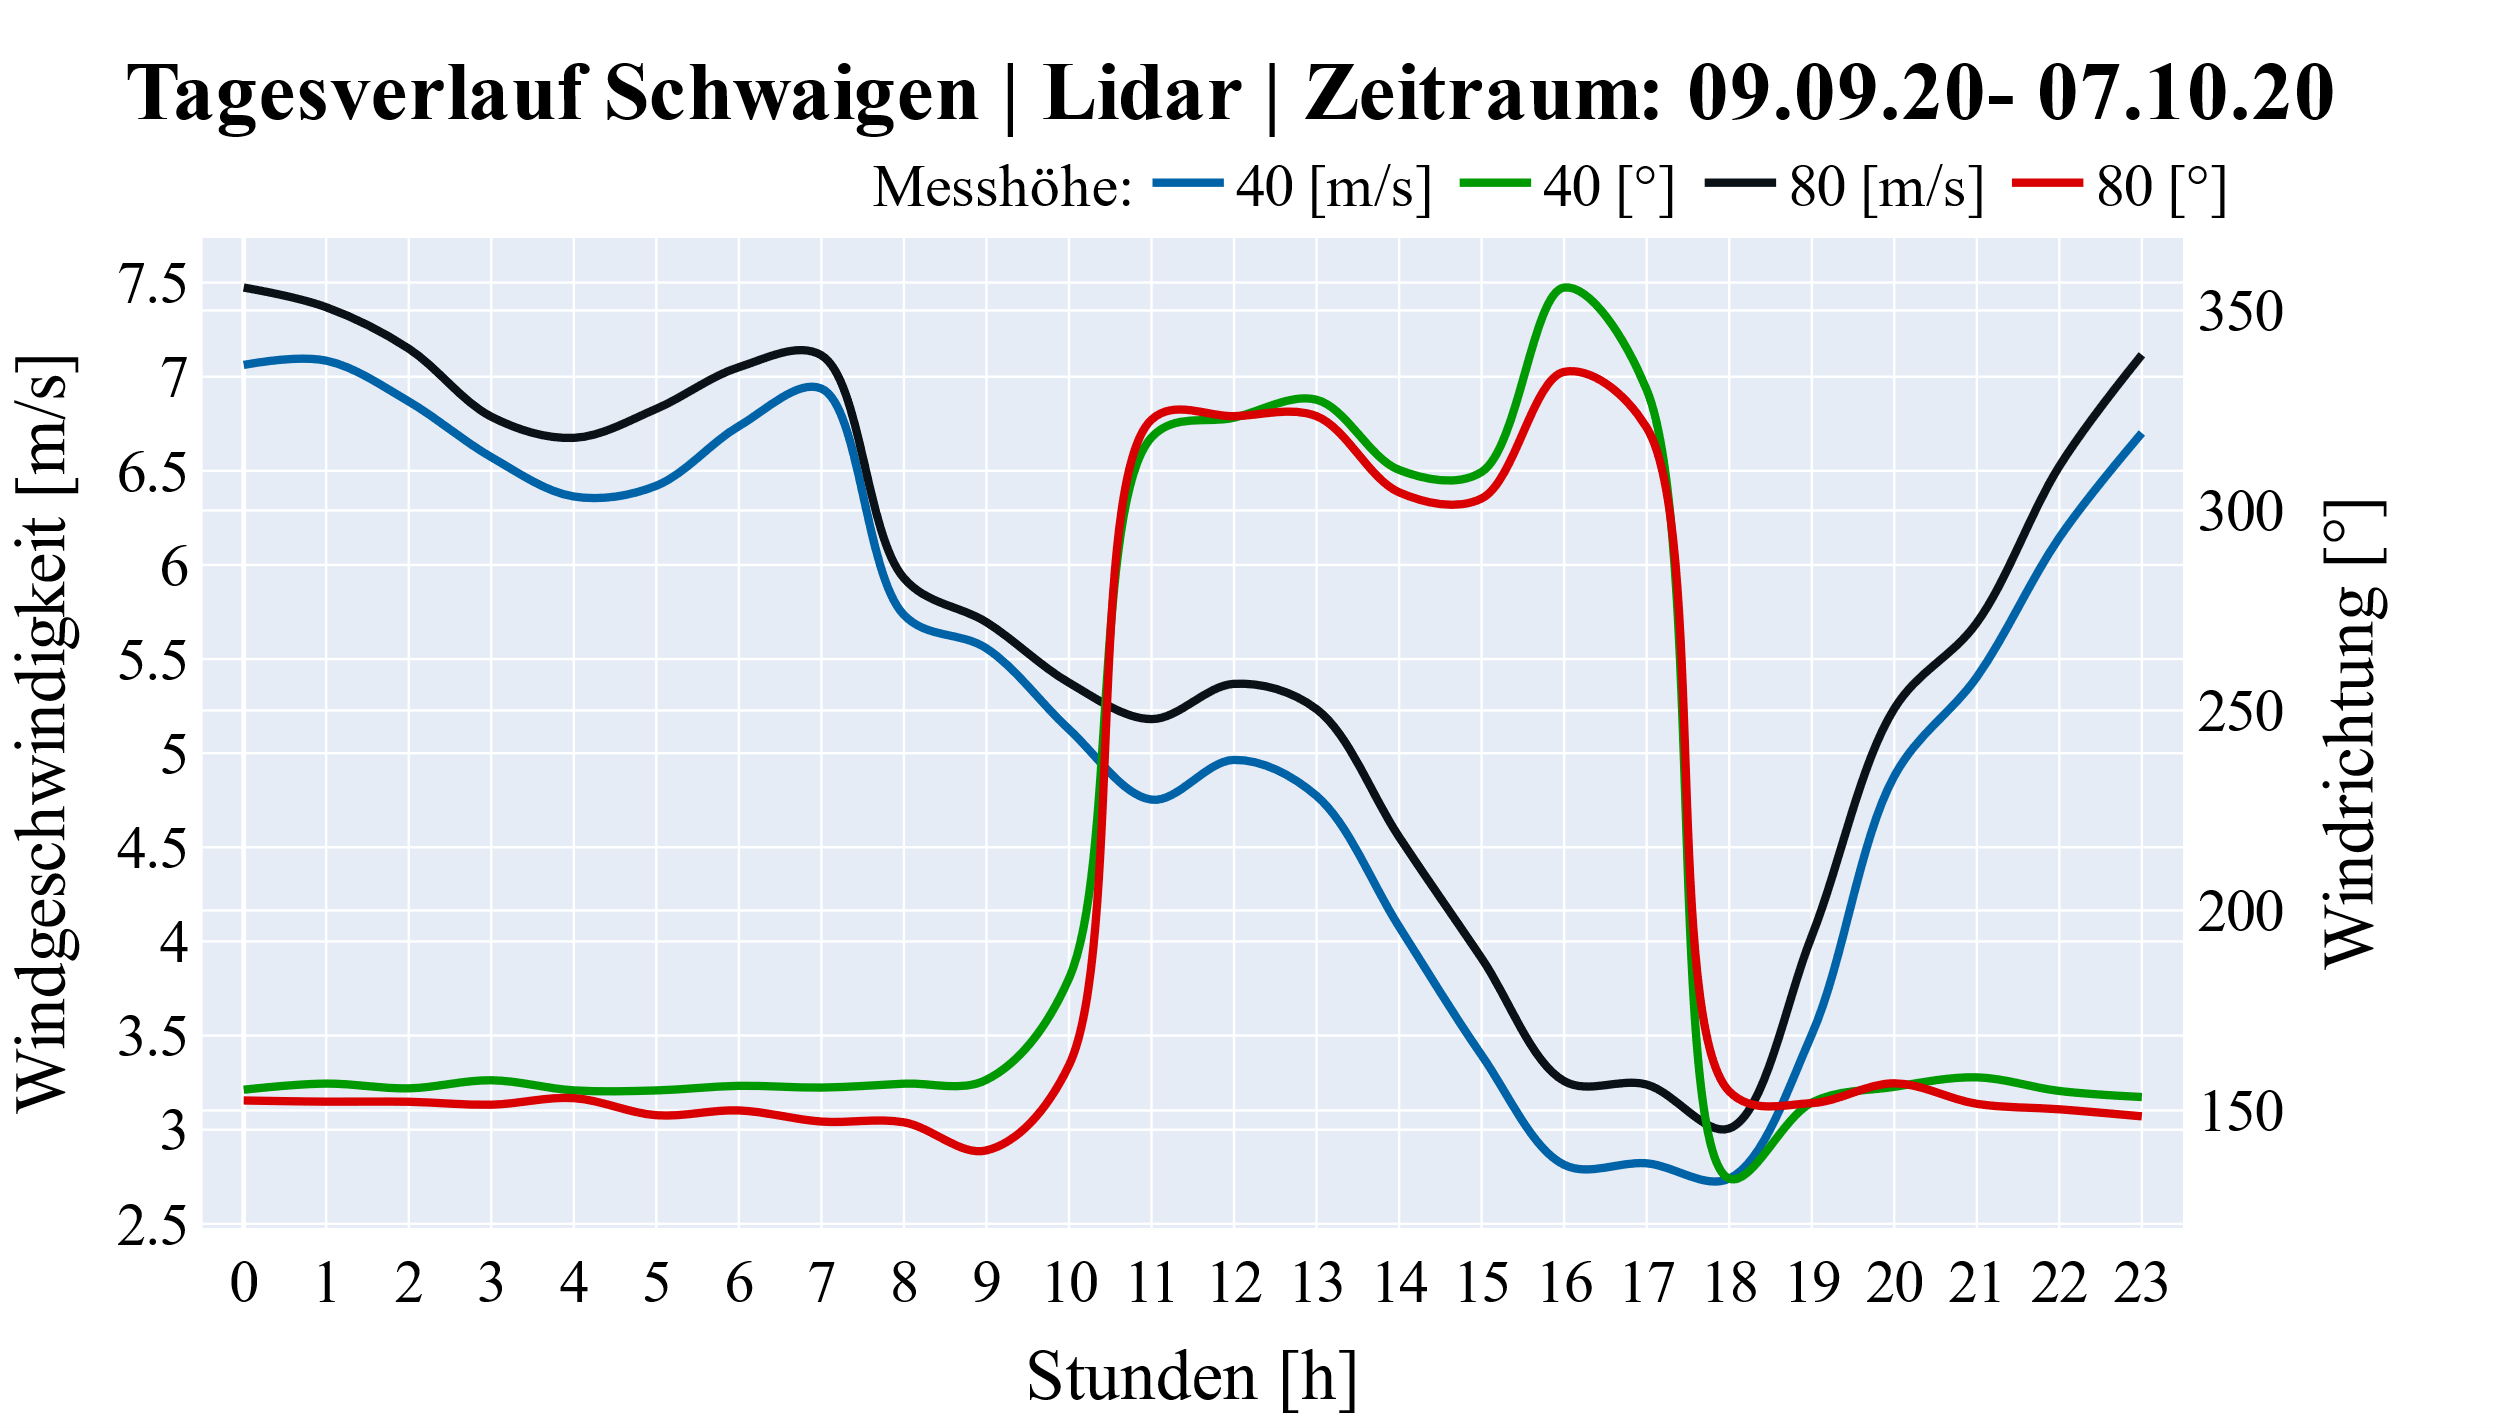 Tagesverlauf Schwaigen | Lidar | Zeitraum: 09.09.20- 07.10.20
Messhöhe: 40 [m/s] 40 [°] 80 [m/s] 80 [°]
Windgeschwindigkeit [m/s]
7.5
7
6.5
6
5.5
5
4.5
4
3.5
3
2.5
350
300
250
200
150
Windrichtung [°]
0 1 2 3 4 5 6 7 8 9 10 11 12 13 14 15 16 17 18 19 20 21 22 23
Stunden [h]